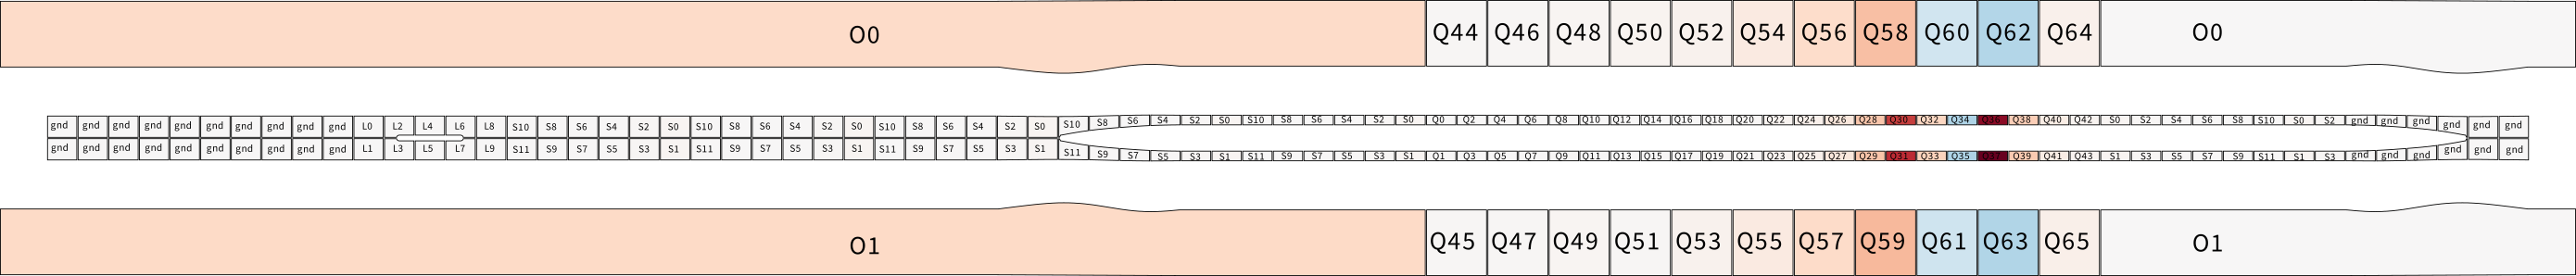 O0 Q44 Q46 Q48 Q50 Q52 Q54 Q56 Q58 Q60 Q62 Q64 O0
gnd gnd gnd gnd gnd gnd gnd gnd gnd gnd L0 L2 L4 L6 L8 S10 S8 S6 S4 S2 S0 S10 S8 S6 S4 S2 S0 S10 S8 S6 S4 S2 S0 S10 S8 S6 S4 S2 S0 S10 S8 S6 S4 S2 S0 Q0 Q2 Q4 Q6 Q8 Q10 Q12 Q14 Q16 Q18 Q20 Q22 Q24 Q26 Q28 Q30 Q32 Q34 Q36 Q38 Q40 Q42 S0 S2 S4 S6 S8 S10 S0 S2 gnd gnd gnd gnd gnd gnd
gnd gnd gnd gnd gnd gnd gnd gnd gnd gnd L1 L3 L5 L7 L9 S11 S9 S7 S5 S3 S1 S11 S9 S7 S5 S3 S1 S11 S9 S7 S5 S3 S1 S11 S9 S7 S5 S3 S1 S11 S9 S7 S5 S3 S1 Q1 Q3 Q5 Q7 Q9 Q11 Q13 Q15 Q17 Q19 Q21 Q23 Q25 Q27 Q29 Q31 Q33 Q35 Q37 Q39 Q41 Q43 S1 S3 S5 S7 S9 S11 S1 S3 gnd gnd gnd gnd gnd gnd
O1 Q45 Q47 Q49 Q51 Q53 Q55 Q57 Q59 Q61 Q63 Q65 O1